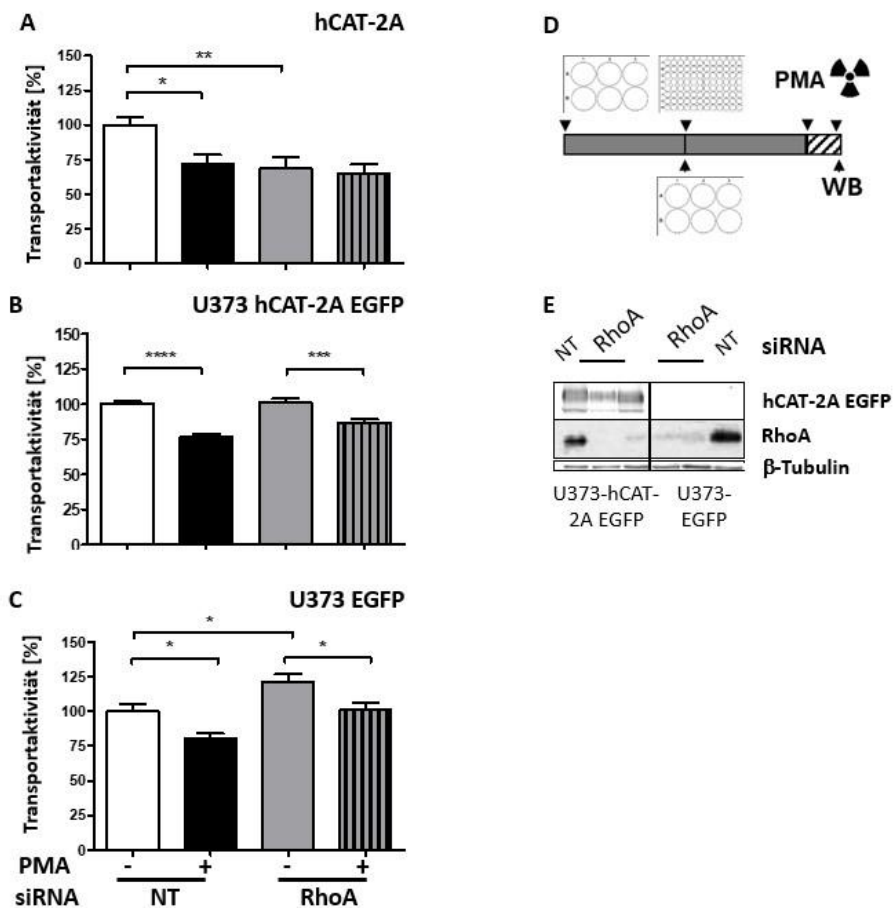 A
hCAT-2A
Transportaktivität [%]
150
125
100
75
50
25
0
*
**
B
U373 hCAT-2A EGFP
Transportaktivität [%]
150
125
100
75
50
25
0
****
***
C
U373 EGFP
Transportaktivität [%]
150
125
100
75
50
25
0
*
*
*
PMA - + - +
siRNA NT RhoA
D
PMA
WB
E
NT RhoA RhoA NT siRNA
hCAT-2A EGFP
RhoA
β-Tubulin
U373-hCAT-
2A EGFP
U373-
EGFP